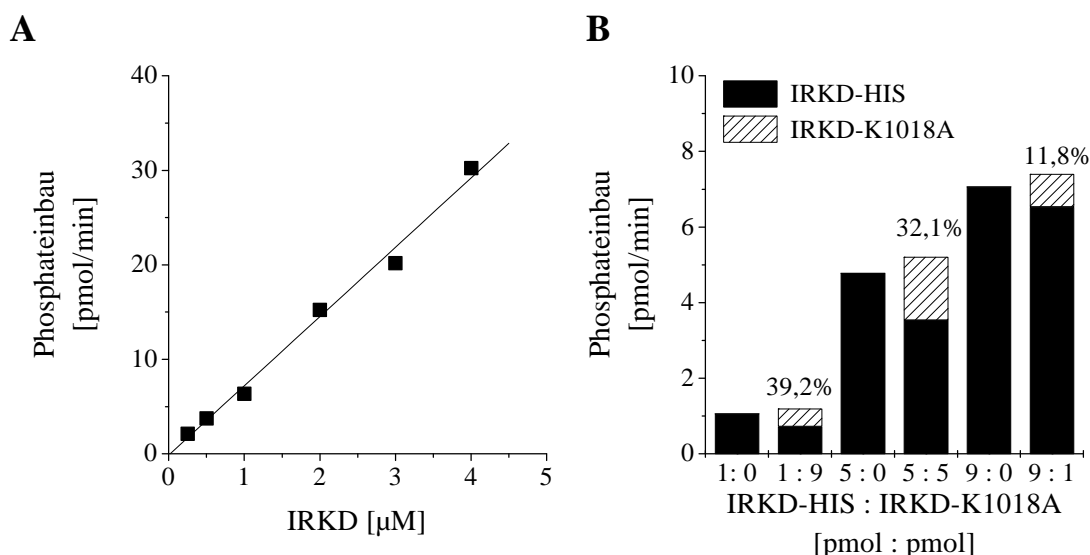 A
Phosphateinbau
[pmol/min]
40
30
20
10
0
0 1 2 3 4 5
IRKD [µM]
B
Phosphateinbau
[pmol/min]
10
8
6
4
2
0
IRKD-HIS
IRKD-K1018A
39,2%
32,1%
11,8%
1 : 0 1 : 9 5 : 0 5 : 5 9 : 0 9 : 1
IRKD-HIS : IRKD-K1018A
[pmol : pmol]